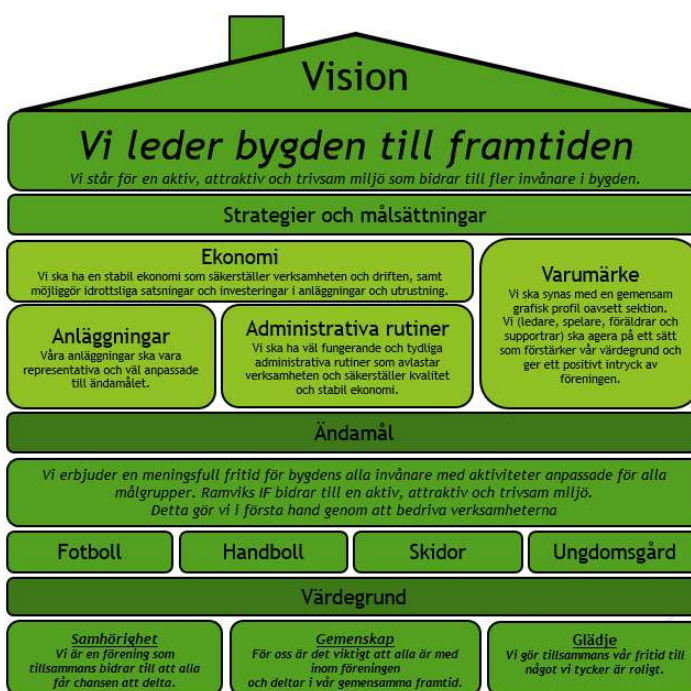 Vision
Vi leder bygden till framtiden
Vi står för en aktiv, attraktiv och trivsam miljö som bidrar till fler invånare i bygden.
Strategier och målsättningar
Ekonomi
Vi ska ha en stabil ekonomi som säkerställer verksamheten och driften, samt
möjliggör idrottsliga satsningar och investeringar i anläggningar och utrustning.
Varumärke
Vi ska synas med en gemensam
grafisk profil oavsett sektion.
Vi (ledare, spelare, föräldrar och
supportrar) ska agera på ett sätt
som förstärker vår värdegrund och
ger ett positivt intryck av
föreningen.
Anläggningar
Våra anläggningar ska vara
representativa och väl anpassade
till ändamålet.
Administrativa rutiner
Vi ska ha väl fungerande och tydliga
administrativa rutiner som avlastar
verksamheten och säkerställer kvalitet
och stabil ekonomi.
Ändamål
Vi erbjuder en meningsfull fritid för bygdens alla invånare med aktiviteter anpassade för alla
målgrupper. Ramviks IF bidrar till en aktiv, attraktiv och trivsam miljö.
Detta gör vi i första hand genom att bedriva verksamheterna
Fotboll
Handboll
Skidor
Ungdomsgård
Värdegrund
Samhörighet
Vi är en förening som
tillsammans bidrar till att alla
får chansen att delta.
Gemenskap
För oss är det viktigt att alla är med
inom föreningen
och deltar i vår gemensamma framtid.
Glädje
Vi gör tillsammans vår fritid till
något vi tycker är roligt.